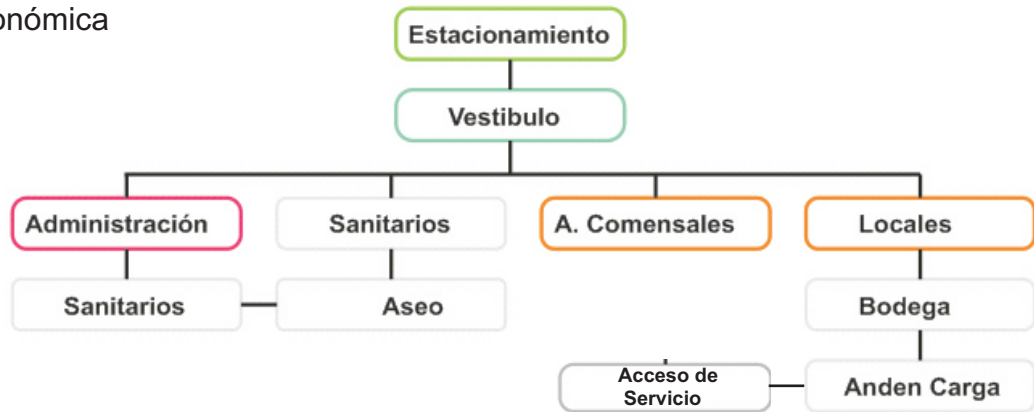 onómica
Estacionamiento
Vestibulo
Administración
Sanitarios
A. Comensales
Locales
Sanitarios
Aseo
Bodega
Acceso de
Servicio
Anden Carga